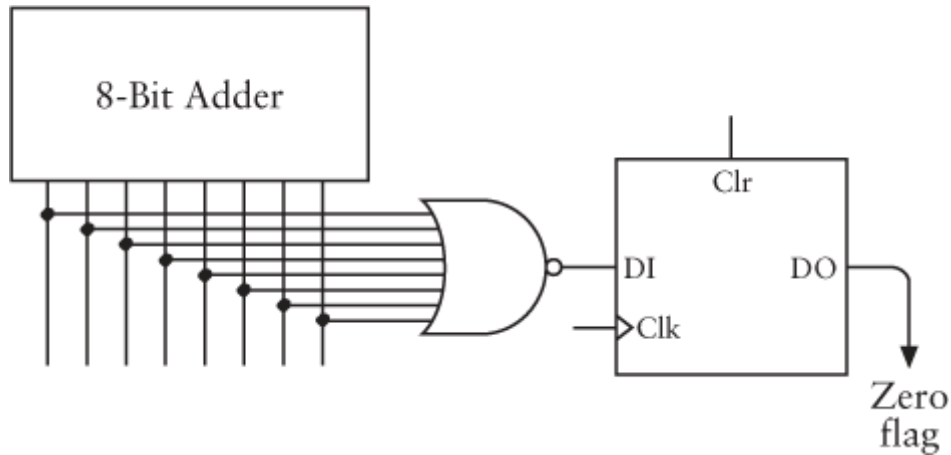 8-Bit Adder
Clr
DI
DO
Clk
Zero
flag